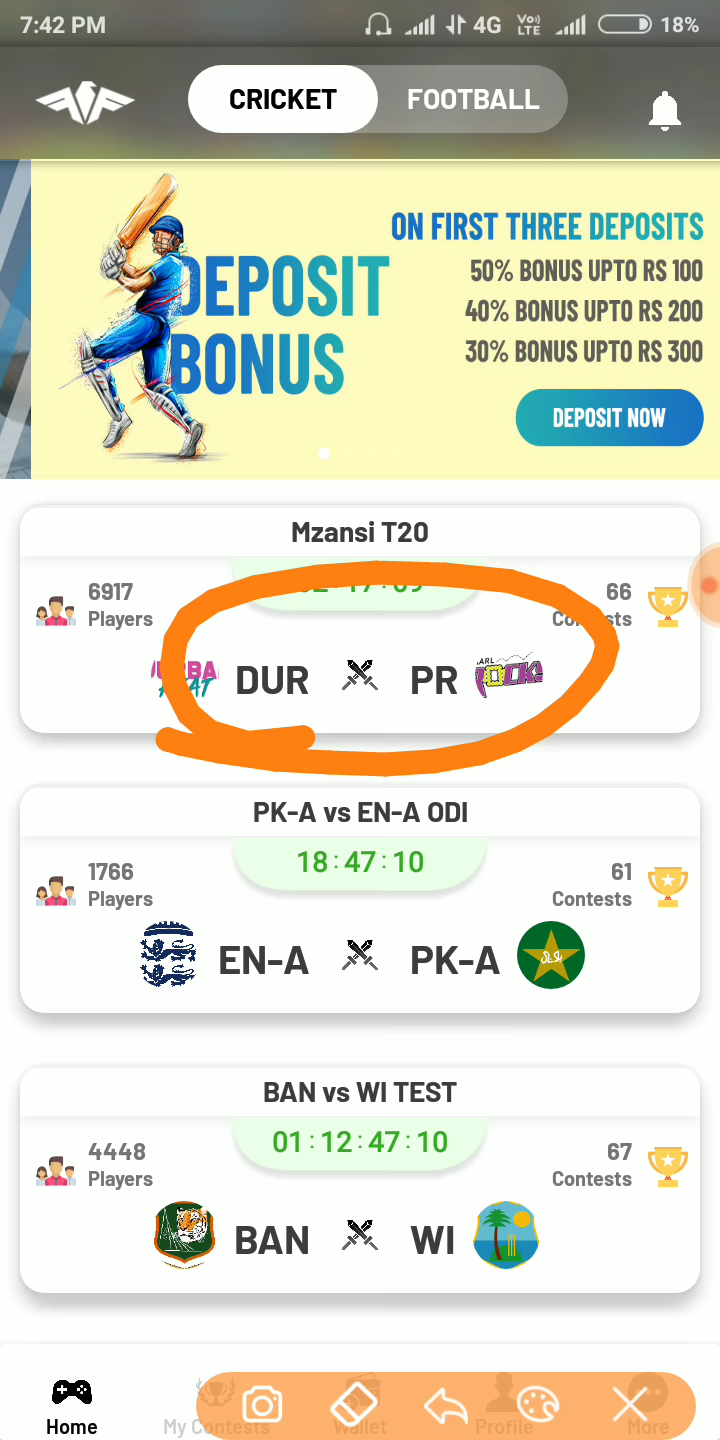 7:42 PM 4G Vo)) LTE 18%
CRICKET FOOTBALL
DEPOSIT
BONUS
ON FIRST THREE DEPOSITS
50% BONUS UPTO RS 100
40% BONUS UPTO RS 200
30% BONUS UPTO RS 300
DEPOSIT NOW
Mzansi T20
6917
Players
66
Contests
DUR PR
PK-A vs EN-A ODI
1766
Players
18:47:10
61
Contests
EN-A PK-A
BAN vs WI TEST
4448
Players
01:12:47:10
67
Contests
BAN WI
Home My Contests Wallet Profile More